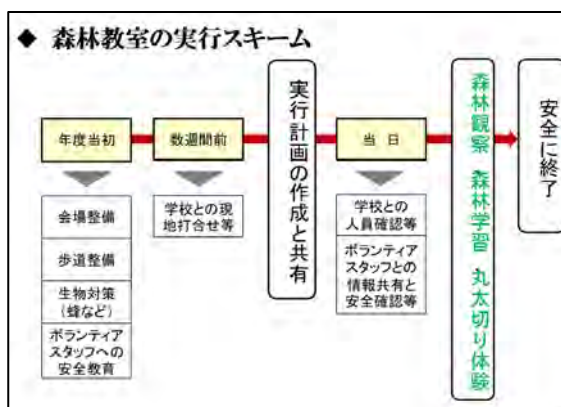 ◆ 森林教室の実行スキーム
年度当初
会場整備
歩道整備
生物対策
(蜂など)
ボランティア
スタッフへの
安全教育
数週間前
学校との現
地打合せ等
実行計画の作成と共有
当 日
学校との
人員確認等
ボランティア
スタッフとの
情報共有と
安全確認等
森林観察 森林学習 丸太切り体験
安全に終了